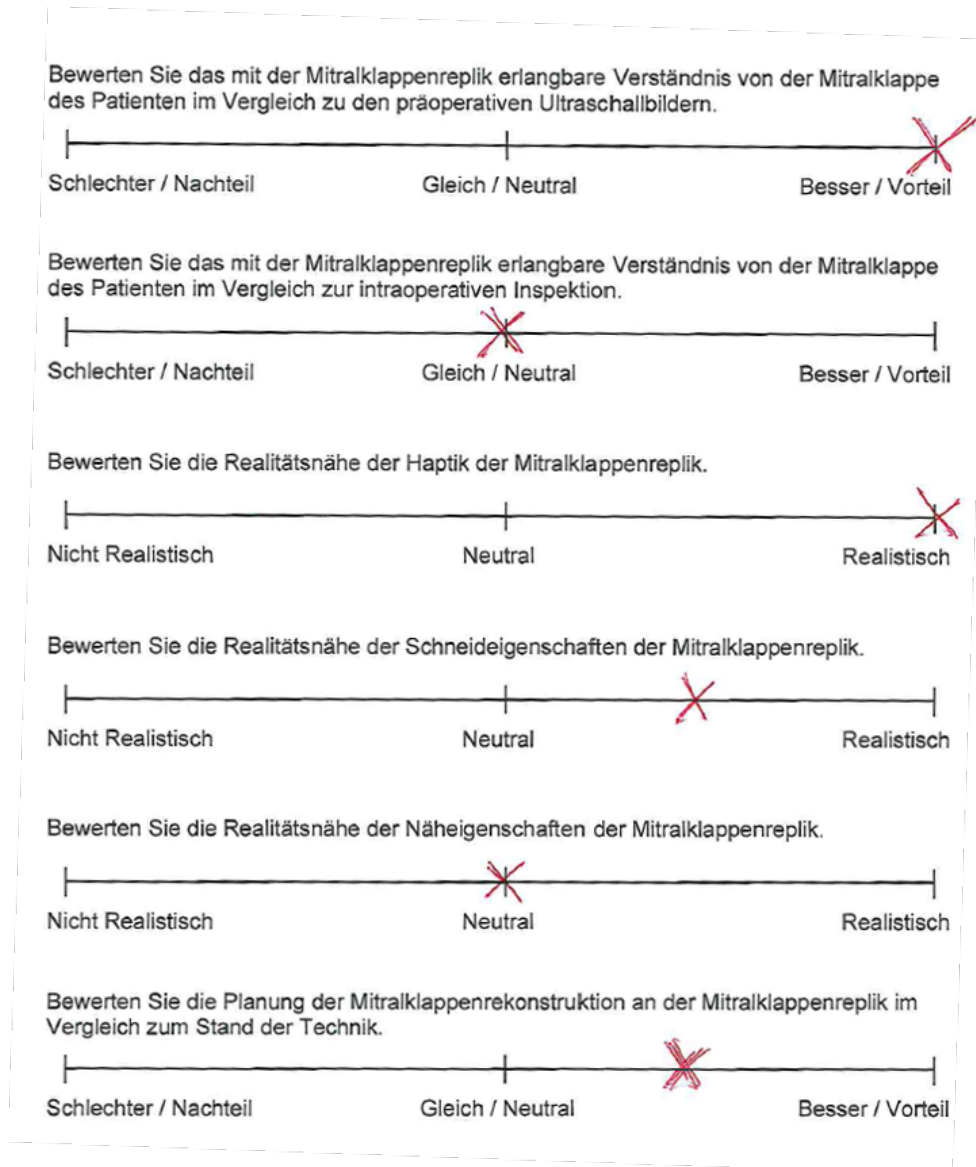 Bewerten Sie das mit der Mitralklappenreplik erlangbare Verständnis von der Mitralklappe
des Patienten im Vergleich zu den präoperativen Ultraschallbildern.
Schlechter / Nachteil Gleich / Neutral Besser / Vorteil
Bewerten Sie das mit der Mitralklappenreplik erlangbare Verständnis von der Mitralklappe
des Patienten im Vergleich zur intraoperativen Inspektion.
Schlechter / Nachteil Gleich / Neutral Besser / Vorteil
Bewerten Sie die Realitätsnähe der Haptik der Mitralklappenreplik.
Nicht Realistisch Neutral Realistisch
Bewerten Sie die Realitätsnähe der Schneideigenschaften der Mitralklappenreplik.
Nicht Realistisch Neutral Realistisch
Bewerten Sie die Realitätsnähe der Näheigenschaften der Mitralklappenreplik.
Nicht Realistisch Neutral Realistisch
Bewerten Sie die Planung der Mitralklappenrekonstruktion an der Mitralklappenreplik im
Vergleich zum Stand der Technik.
Schlechter / Nachteil Gleich / Neutral Besser / Vorteil